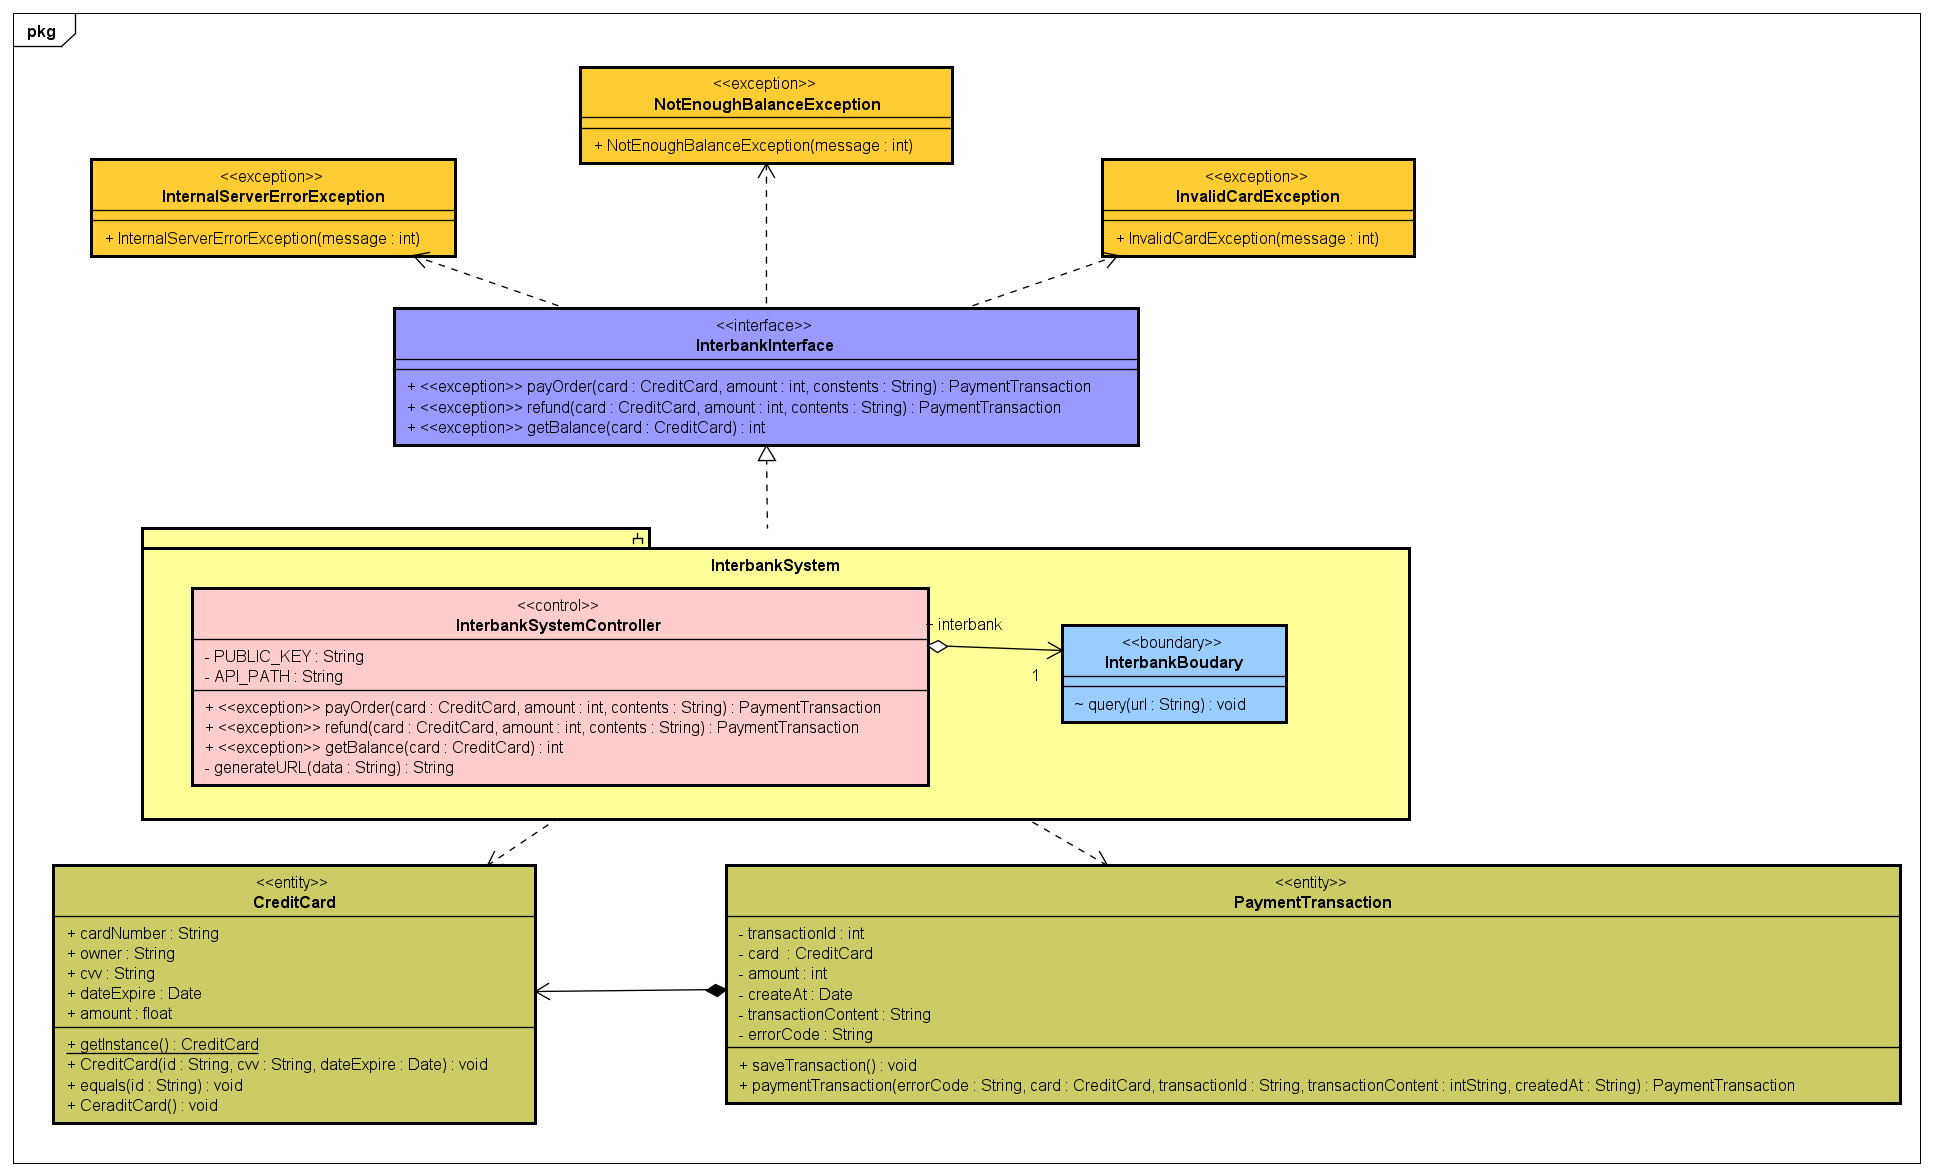 pkg
<<exception>>
NotEnoughBalanceException
+ NotEnoughBalanceException(message : int)
<<exception>>
InternalServerErrorException
+ InternalServerErrorException(message : int)
<<exception>>
InvalidCardException
+ InvalidCardException(message : int)
<<interface>>
InterbankInterface
+ <<exception>> payOrder(card : CreditCard, amount : int, constents : String) : PaymentTransaction
+ <<exception>> refund(card : CreditCard, amount : int, contents : String) : PaymentTransaction
+ <<exception>> getBalance(card : CreditCard) : int
InterbankSystem
<<control>>
InterbankSystemController
- PUBLIC_KEY : String
- API_PATH : String
+ <<exception>> payOrder(card : CreditCard, amount : int, contents : String) : PaymentTransaction
+ <<exception>> refund(card : CreditCard, amount : int, contents : String) : PaymentTransaction
+ <<exception>> getBalance(card : CreditCard) : int
- generateURL(data : String) : String
- interbank
1
<<boundary>>
InterbankBoudary
~ query(url : String) : void
<<entity>>
CreditCard
+ cardNumber : String
+ owner : String
+ cvv : String
+ dateExpire : Date
+ amount : float
+ getInstance() : CreditCard
+ CreditCard(id : String, cvv : String, dateExpire : Date) : void
+ equals(id : String) : void
+ CeraditCard() : void
<<entity>>
PaymentTransaction
- transactionId : int
- card : CreditCard
- amount : int
- createAt : Date
- transactionContent : String
- errorCode : String
+ saveTransaction() : void
+ paymentTransaction(errorCode : String, card : CreditCard, transactionId : String, transactionContent : intString, createdAt : String) : PaymentTransaction